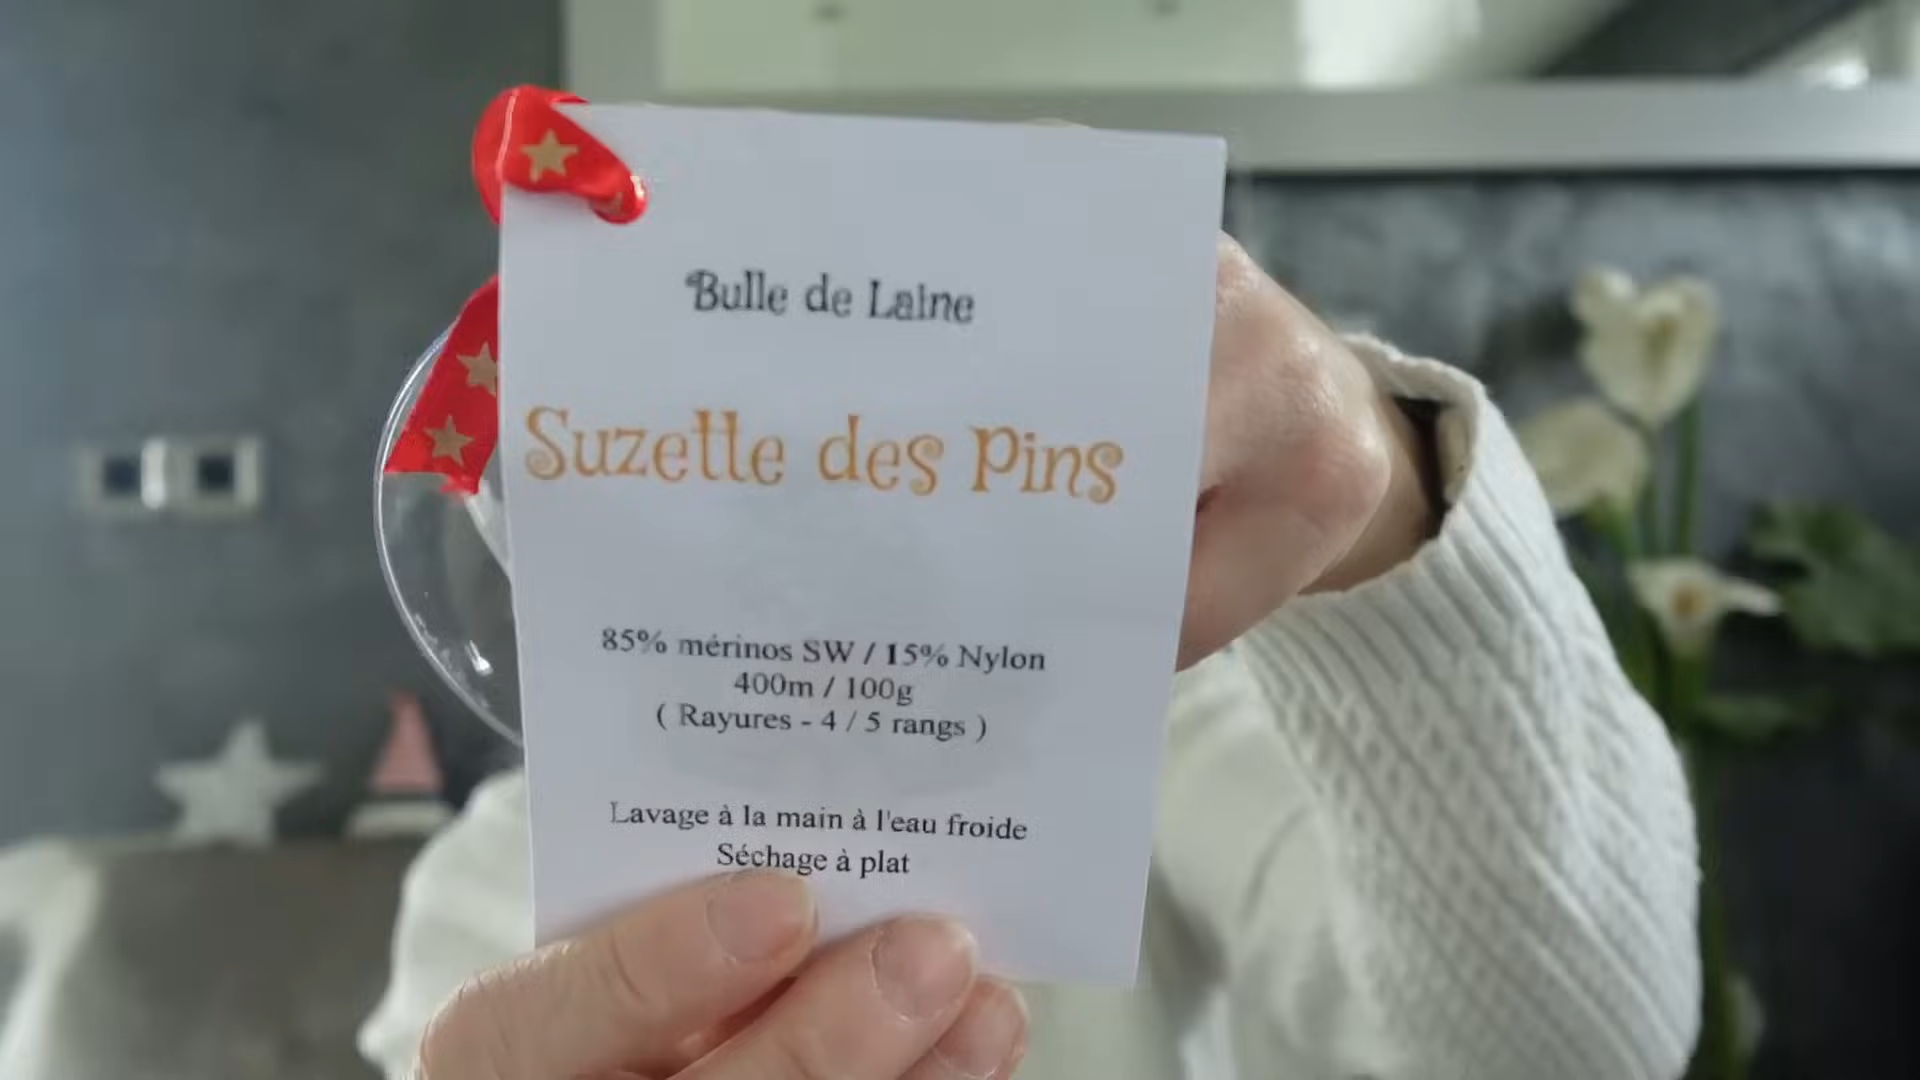 Bulle de Laine
Suzette des Pins
85% mérinos SW / 15% Nylon
400m / 100g
( Rayures - 4 / 5 rangs )
Lavage à la main à l'eau froide
Séchage à plat